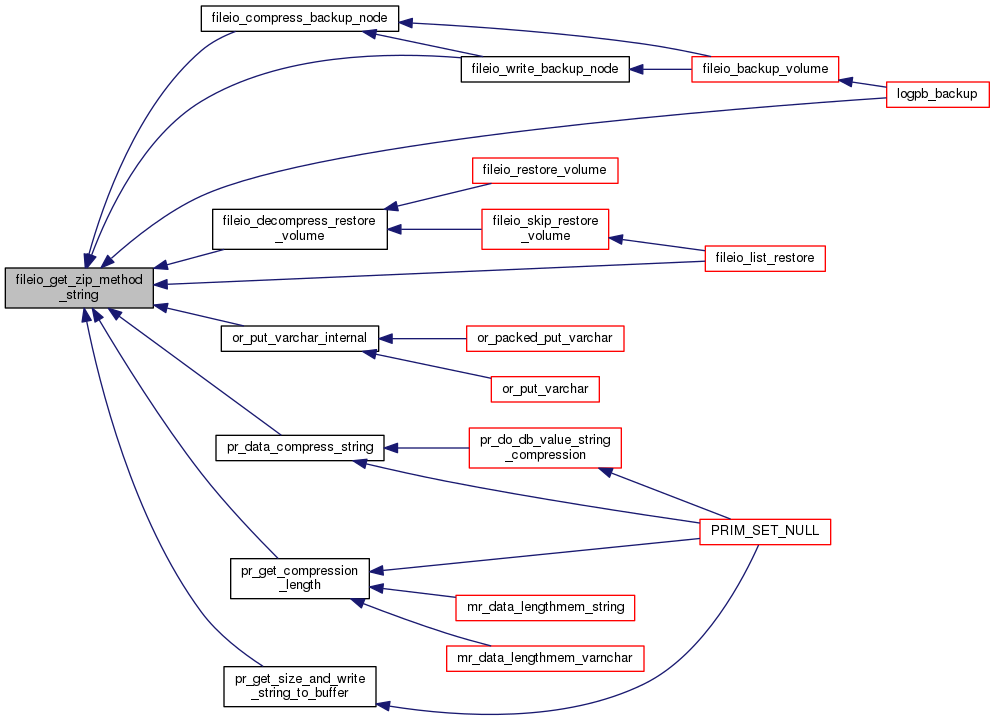 fileio_compress_backup_node
fileio_write_backup_node
fileio_backup_volume
logpb_backup
fileio_restore_volume
fileio_decompress_restore
_volume
fileio_skip_restore
_volume
fileio_list_restore
fileio_get_zip_method
_string
or_put_varchar_internal
or_packed_put_varchar
or_put_varchar
pr_data_compress_string
pr_do_db_value_string
_compression
PRIM_SET_NULL
pr_get_compression
_length
mr_data_lengthmem_string
mr_data_lengthmem_varnchar
pr_get_size_and_write
_string_to_buffer